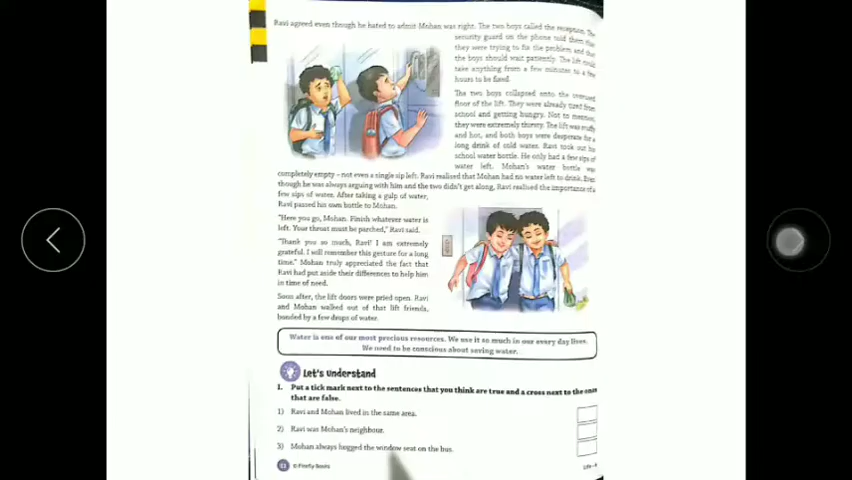 Ravi agreed even though he hated to admit Mohan was right. The two boys called the reception. The
security guard on the phone told them that
they were trying to fix the problem and that
the boys should wait patiently. The lift could
take anything from a few minutes to a few
hours to be fixed.
The two boys collapsed onto the
floor of the lift. They were already tired from
school and getting hungry. Not to mention,
they were extremely thirsty. The lift was stuffy
and hot, and both boys were desperate for a
long drink of cold water. Ravi took out his
school water bottle. He only had a few sips of
water left. Mohan's water bottle was
completely empty – not even a single sip left. Ravi realised that Mohan had no water left to drink. Even
though he was always arguing with him and the two didn't get along, Ravi realised the importance of a
few sips of water. After taking a gulp of water,
Ravi passed his own bottle to Mohan.
"Here you go, Mohan. Finish whatever water is
left. Your throat must be parched," Ravi said.
"Thank you so much, Ravi! I am extremely
grateful. I will remember this gesture for a long
time." Mohan truly appreciated the fact that
Ravi had put aside their differences to help him
in time of need.
Soon after, the lift doors were pried open. Ravi
and Mohan walked out of that lift friends,
bonded by a few drops of water.
Water is one of our most precious resources. We use it so much in our every day lives.
We need to be conscious about saving water.
Let's understand
1. Put a tick mark next to the sentences that you think are true and a cross next to the ones
that are false.
1) Ravi and Mohan lived in the same area.
2) Ravi was Mohan's neighbour.
3) Mohan always hogged the window seat on the bus.
© Firefly Books